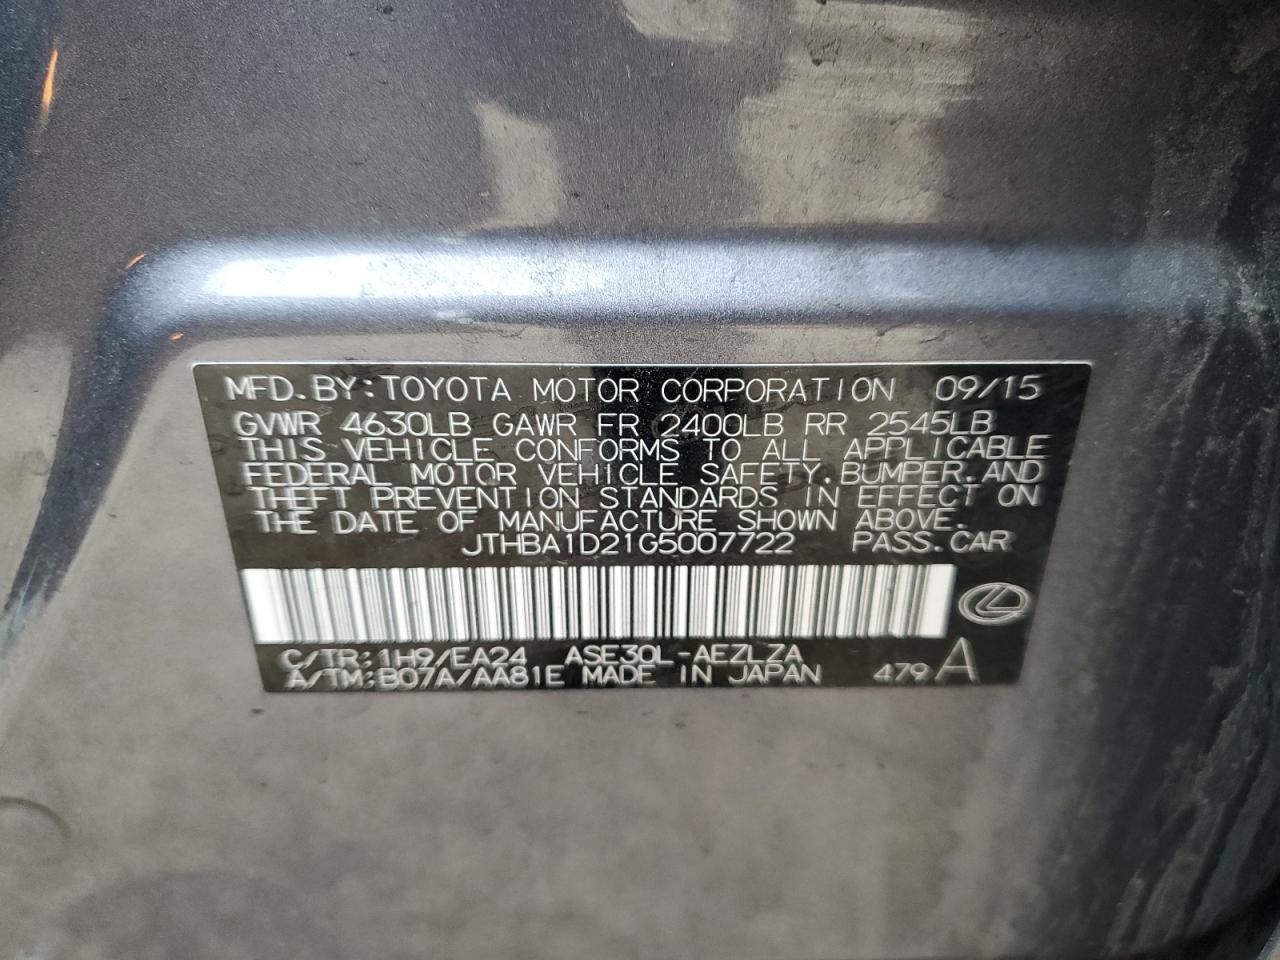 MFD. BY: TOYOTA MOTOR CORPORATION 09/15
GVWR 4630LB GAWR FR 2400LB RR 2545LB
THIS VEHICLE CONFORMS TO ALL APPLICABLE
FEDERAL MOTOR VEHICLE SAFETY, BUMPER, AND
THEFT PREVENTION STANDARDS IN EFFECT ON
THE DATE OF MANUFACTURE SHOWN ABOVE.
JTHBA1D21G5007722 PASS. CAR
C/TR: 1H9/EA24 ASE30L-AEZLZA
A/TM: B07A/AA81E MADE IN JAPAN 479 A